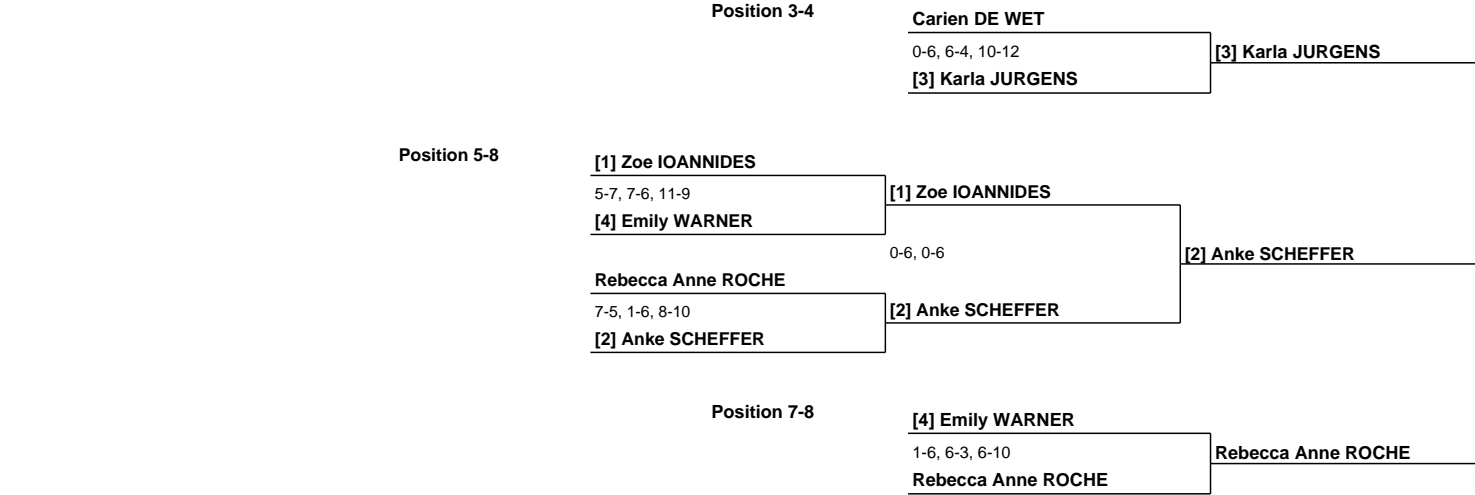 Position 3-4
Carien DE WET
0-6, 6-4, 10-12
[3] Karla JURGENS
[3] Karla JURGENS
Position 5-8
[1] Zoe IOANNIDES
5-7, 7-6, 11-9
[1] Zoe IOANNIDES
[4] Emily WARNER
0-6, 0-6
[2] Anke SCHEFFER
Rebecca Anne ROCHE
7-5, 1-6, 8-10
[2] Anke SCHEFFER
[2] Anke SCHEFFER
Position 7-8
[4] Emily WARNER
1-6, 6-3, 6-10
Rebecca Anne ROCHE
Rebecca Anne ROCHE